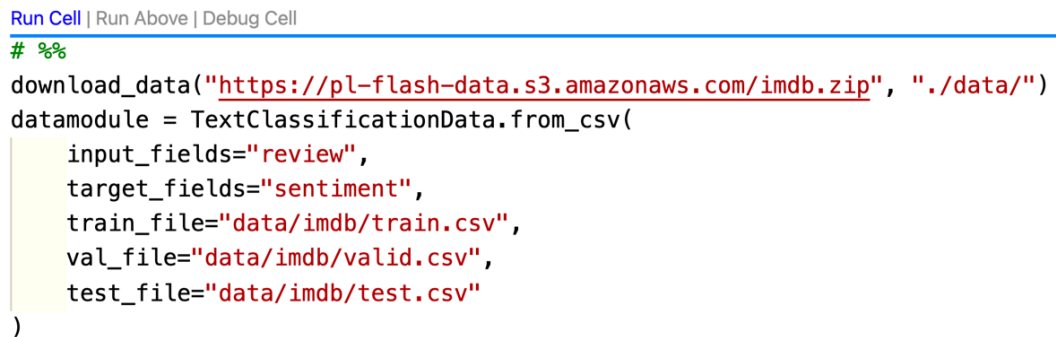 Run Cell | Run Above | Debug Cell
# %%
download_data("https://pl-flash-data.s3.amazonaws.com/imdb.zip", "./data/")
datamodule = TextClassificationData.from_csv(
    input_fields="review",
    target_fields="sentiment",
    train_file="data/imdb/train.csv",
    val_file="data/imdb/valid.csv",
    test_file="data/imdb/test.csv"
)